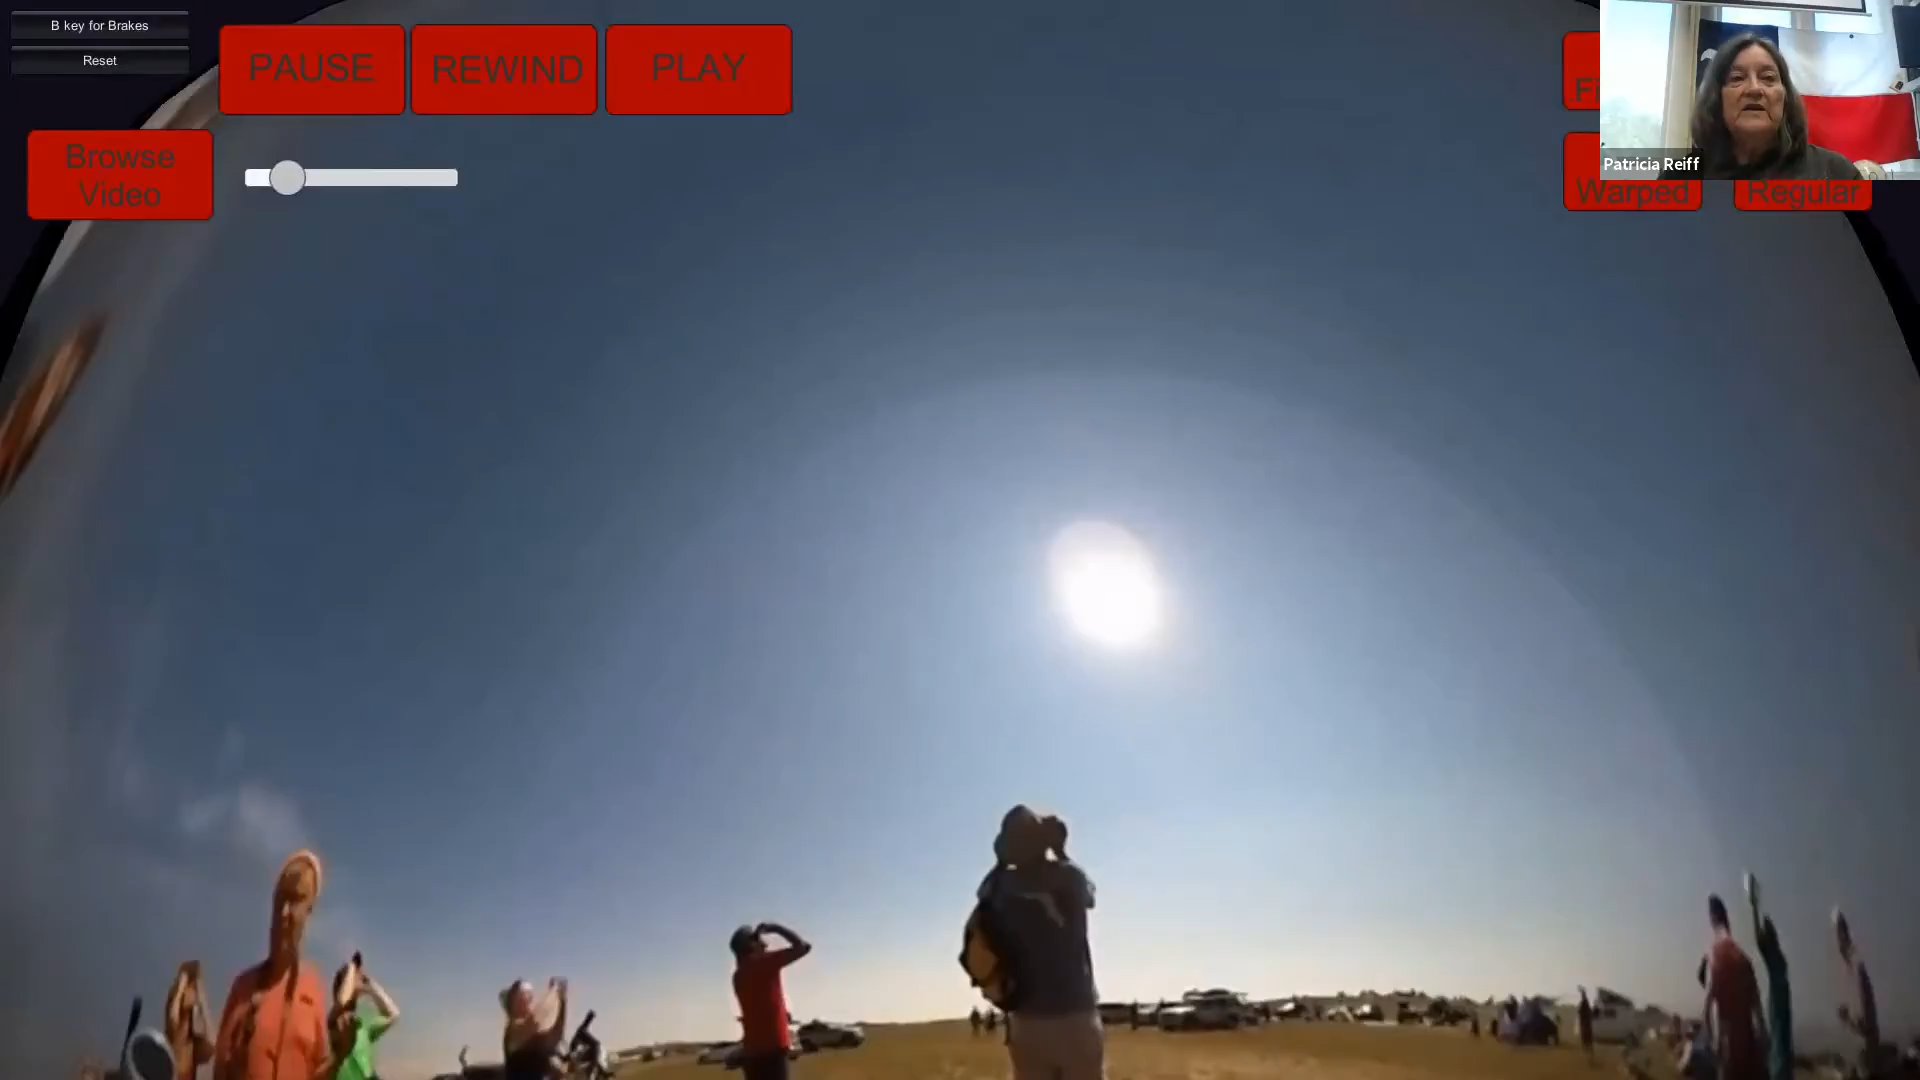 B key for Brakes
Reset
PAUSE
REWIND
PLAY
Browse
Video
Patricia Reiff
Warped
Regular